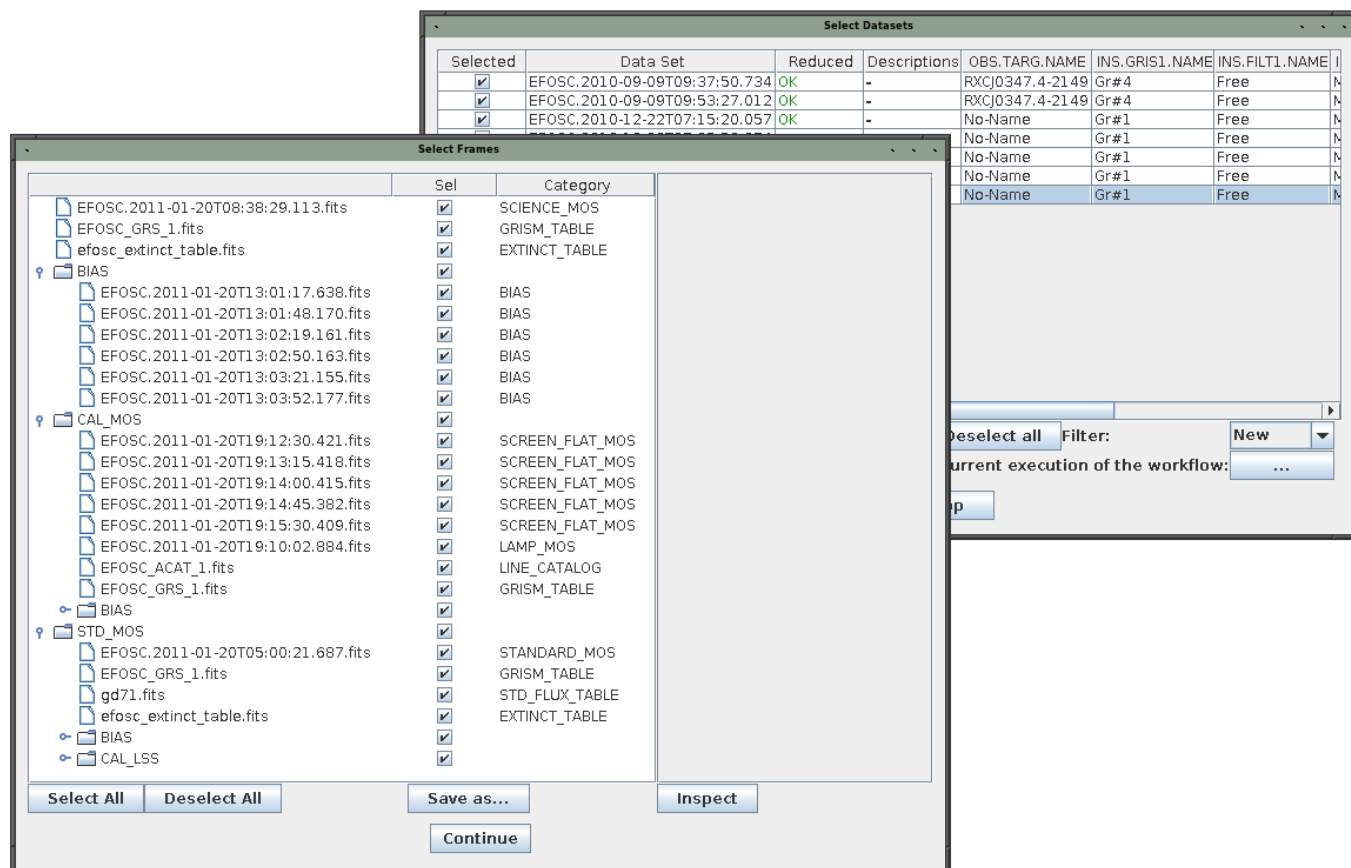 Select Datasets
Selected Data Set Reduced Descriptions OBS.TARG.NAME INS.GRIS1.NAME INS.FILT1.NAME
EFOSC.2010-09-09T09:37:50.734 OK - RXCJ0347.4-2149 Gr#4 Free
EFOSC.2010-09-09T09:53:27.012 OK - RXCJ0347.4-2149 Gr#4 Free
EFOSC.2010-12-22T07:15:20.057 OK - No-Name Gr#1 Free
No-Name Gr#1 Free
No-Name Gr#1 Free
No-Name Gr#1 Free
No-Name Gr#1 Free
Deselect all Filter: New
current execution of the workflow: ...
Select Frames
Sel Category
EFOSC.2011-01-20T08:38:29.113.fits SCIENCE_MOS
EFOSC_GRS_1.fits GRISM_TABLE
efosc_extinct_table.fits EXTINCT_TABLE
BIAS
EFOSC.2011-01-20T13:01:17.638.fits BIAS
EFOSC.2011-01-20T13:01:48.170.fits BIAS
EFOSC.2011-01-20T13:02:19.161.fits BIAS
EFOSC.2011-01-20T13:02:50.163.fits BIAS
EFOSC.2011-01-20T13:03:21.155.fits BIAS
EFOSC.2011-01-20T13:03:52.177.fits BIAS
CAL_MOS
EFOSC.2011-01-20T19:12:30.421.fits SCREEN_FLAT_MOS
EFOSC.2011-01-20T19:13:15.418.fits SCREEN_FLAT_MOS
EFOSC.2011-01-20T19:14:00.415.fits SCREEN_FLAT_MOS
EFOSC.2011-01-20T19:14:45.382.fits SCREEN_FLAT_MOS
EFOSC.2011-01-20T19:15:30.409.fits SCREEN_FLAT_MOS
EFOSC.2011-01-20T19:10:02.884.fits LAMP_MOS
EFOSC_ACAT_1.fits LINE_CATALOG
EFOSC_GRS_1.fits GRISM_TABLE
BIAS
STD_MOS
EFOSC.2011-01-20T05:00:21.687.fits STANDARD_MOS
EFOSC_GRS_1.fits GRISM_TABLE
gd71.fits STD_FLUX_TABLE
efosc_extinct_table.fits EXTINCT_TABLE
BIAS
CAL_LSS
Select All Deselect All Save as... Inspect
Continue